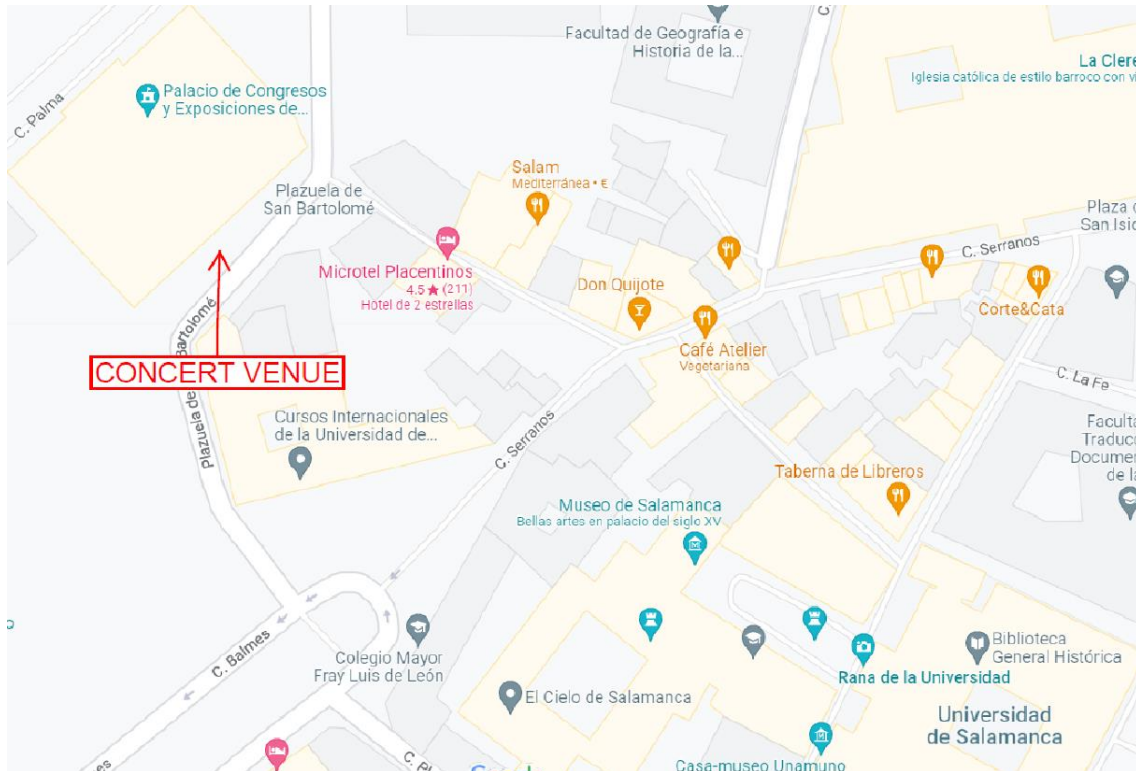 Facultad de Geografía e
Historia de la...
C.
La Clere
Iglesia católica de estilo barroco con vi
Palacio de Congresos
y Exposiciones de...
C. Palma
Salam
Mediterránea • €
Plazuela de
San Bartolomé
Plaza
San Isid
C. Serranos
Microtel Placentinos
4.5 ★ (211)
Hotel de 2 estrellas
Don Quijote
Corte&Cata
Bartolomé
Café Atelier
Vegetariana
CONCERT VENUE
C. La Fe
Plazuela de
Cursos Internacionales
de la Universidad de...
C. Serranos
Faculta
Traducc
Documen
de la
Taberna de Libreros
Museo de Salamanca
Bellas artes en palacio del siglo XV
C. Balmes
Colegio Mayor
Fray Luis de León
Biblioteca
General Histórica
Rana de la Universidad
El Cielo de Salamanca
Universidad
de Salamanca
Casa-museo Unamuno